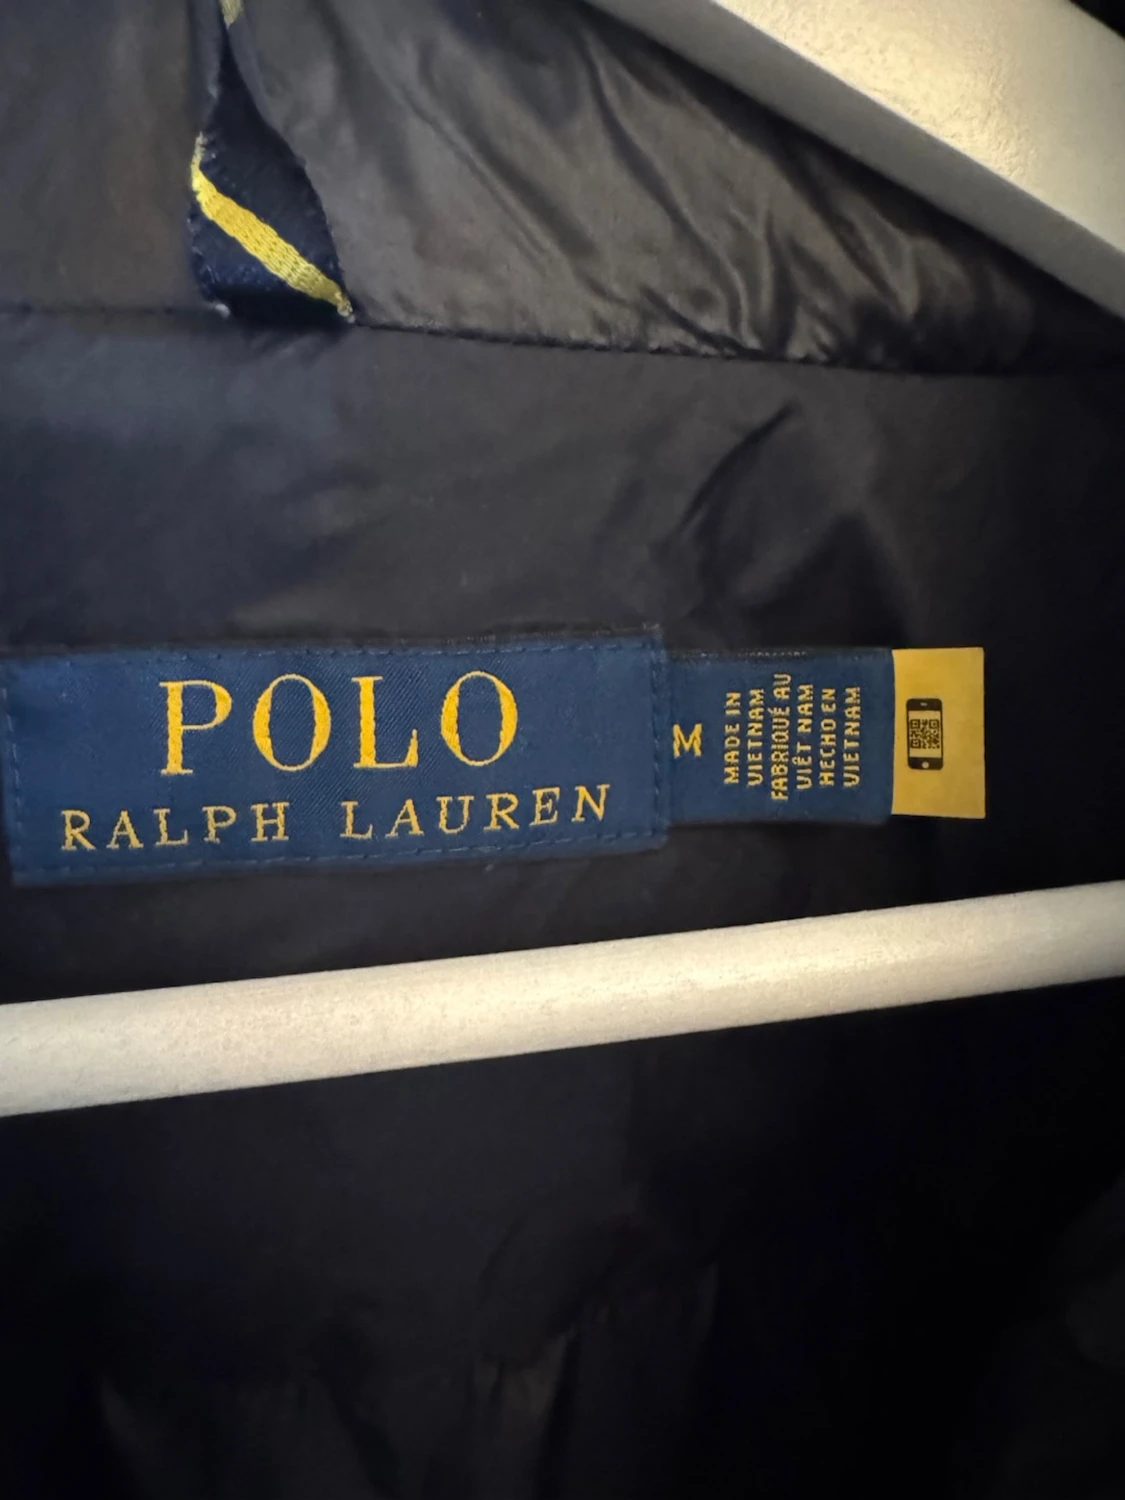 POLO
RALPH LAUREN
M
MADE IN
VIETNAM
FABRIQUÉ AU
VIÊT NAM
HECHO EN
VIETNAM